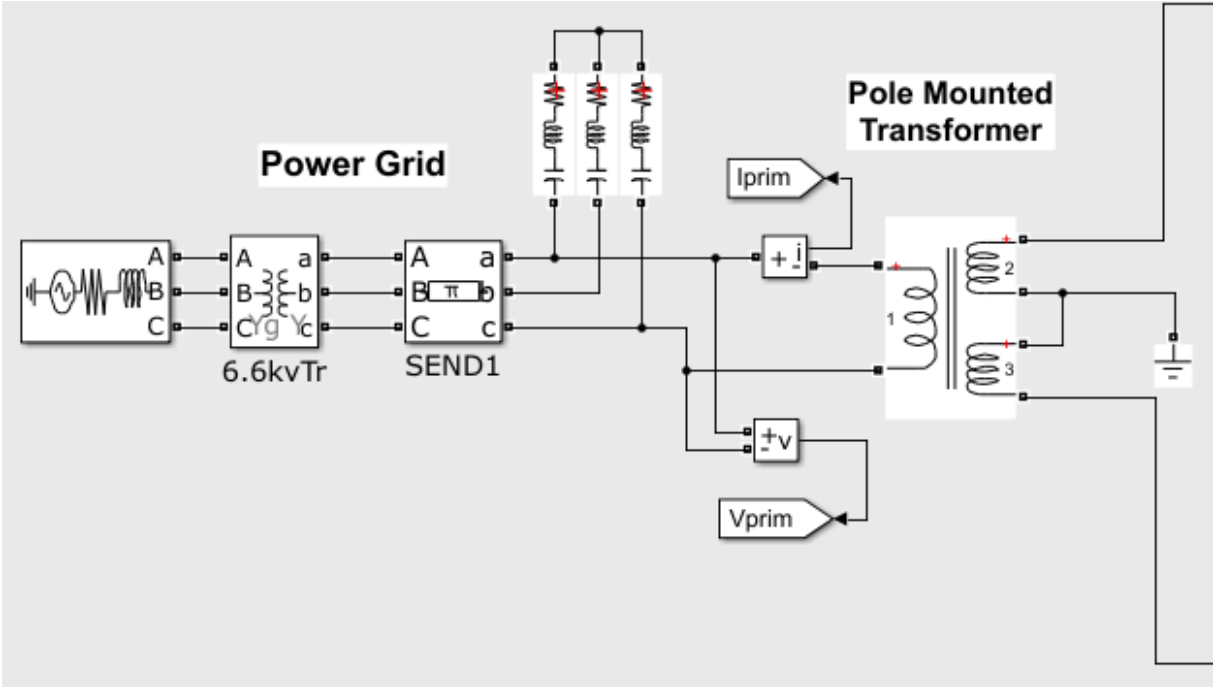 Power Grid
Pole Mounted
Transformer
Iprim
A
B
C
A
B
C
a
b
c
Yg
Y
6.6kvTr
A
B
C
π
a
b
c
SEND1
+
-
i
+
1
+
2
+
3
+
-
v
Vprim